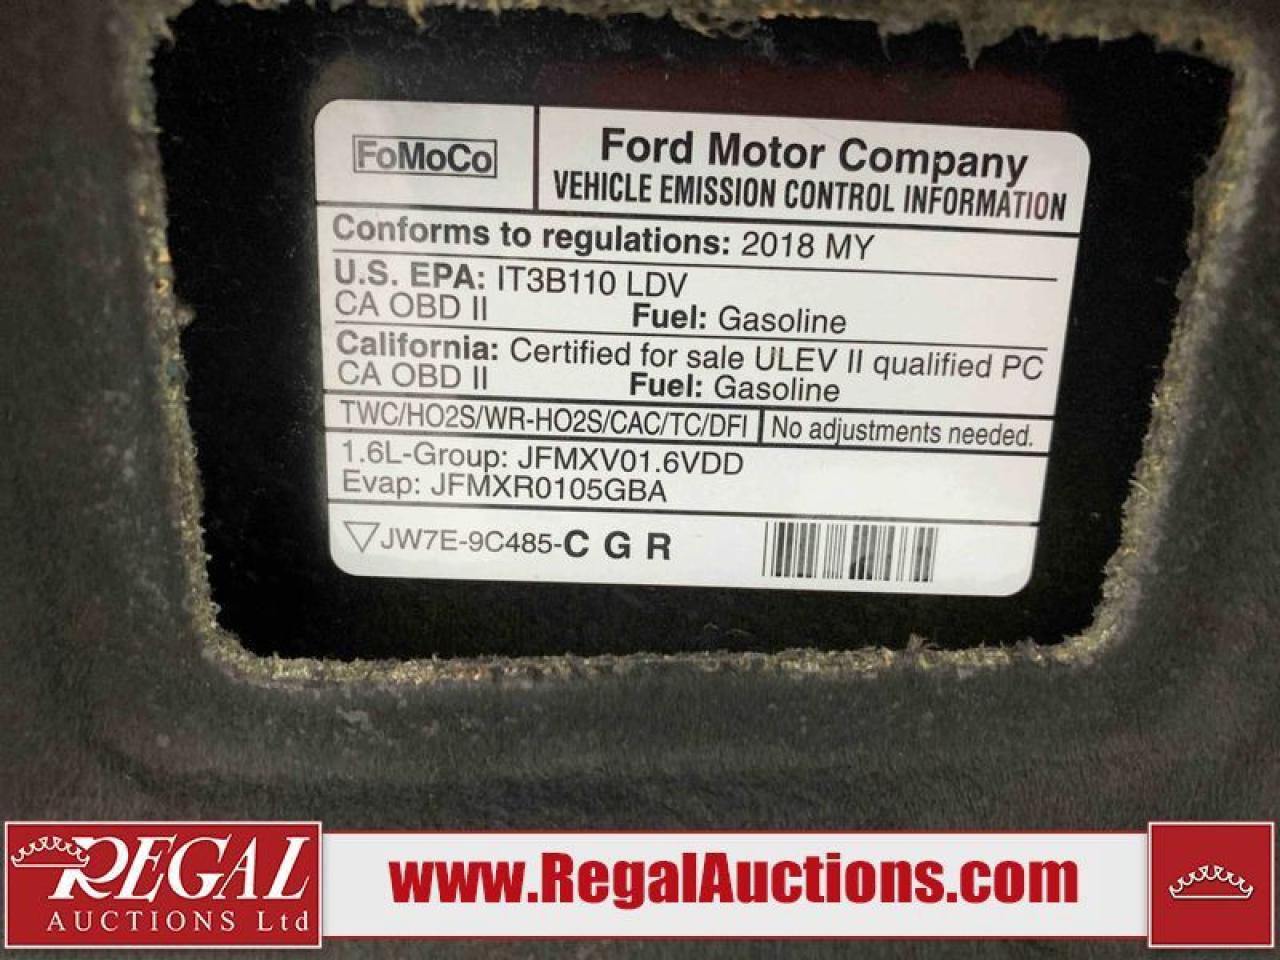 FoMoCo
Ford Motor Company
VEHICLE EMISSION CONTROL INFORMATION
Conforms to regulations: 2018 MY
U.S. EPA: IT3B110 LDV
CA OBD II Fuel: Gasoline
California: Certified for sale ULEV II qualified PC
CA OBD II Fuel: Gasoline
TWC/HO2S/WR-HO2S/CAC/TC/DFI No adjustments needed.
1.6L-Group: JFMXV01.6VDD
Evap: JFMXR0105GBA
JW7E-9C485-C G R
REGAL
AUCTIONS Ltd
www.RegalAuctions.com